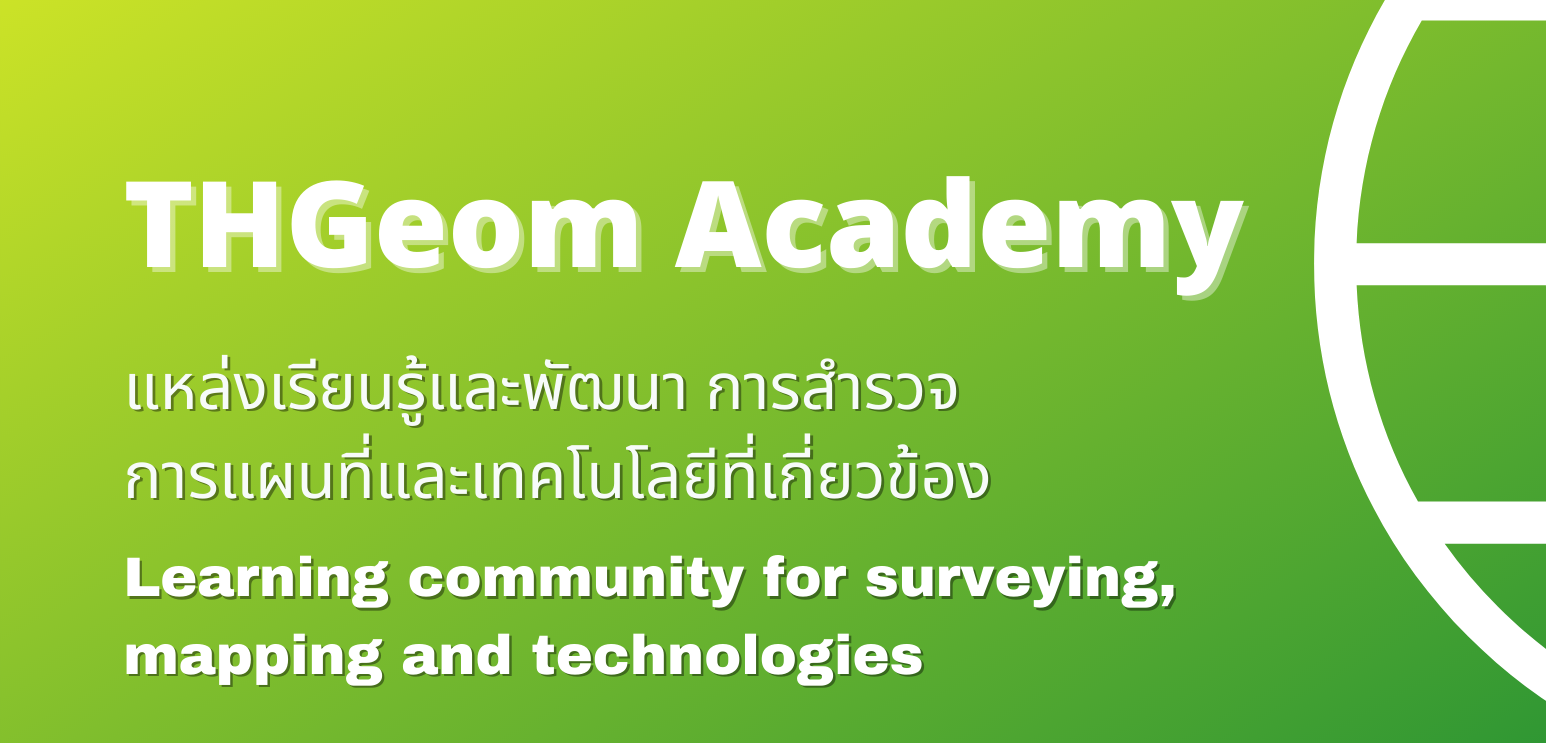 THGeom Academy
แหล่งเรียนรู้และพัฒนา การสำรวจ
การแผนที่และเทคโนโลยีที่เกี่ยวข้อง
Learning community for surveying,
mapping and technologies